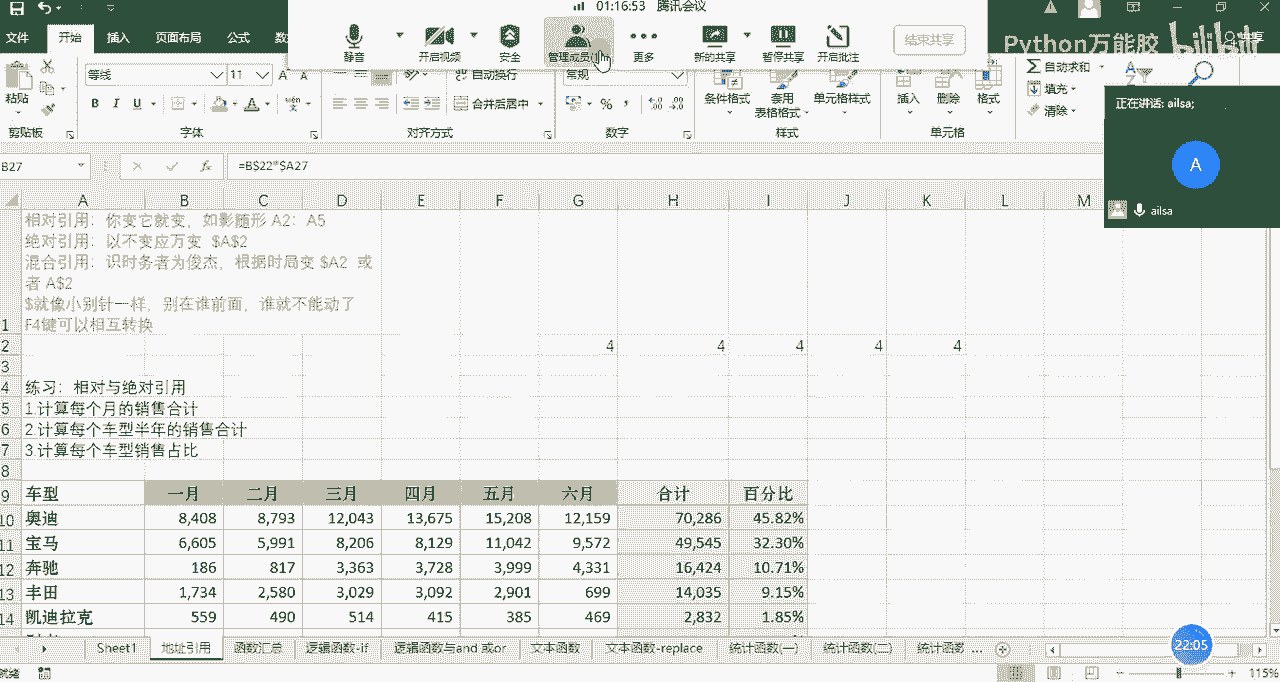 01:16:53 腾讯会议
文件 开始 插入 页面布局 公式 数
静音 开启视频 安全 管理成员 更多 新的共享 暂停共享 开启批注 结束共享
Python万能胶 bilibili 共享
粘贴 等线 11 自动换行 常规 条件格式 套用 单元格样式 插入 删除 格式 自动求和
B I U A 合并后居中 % 表格格式 填充
清除
剪贴板 字体 对齐方式 数字 样式 单元格
正在讲话: ailsa;
A
ailsa
B27 fx =B$22*$A27
A B C D E F G H I J K L M
相对引用：你变它就变，如影随形 A2：A5
绝对引用：以不变应万变 $A$2
混合引用：识时务者为俊杰，根据时局变 $A2 或
者 A$2
$就像小别针一样，别在谁前面，谁就不能动了
1 F4键可以相互转换
2 4 4 4 4 4
3
4 练习：相对与绝对引用
5 1.计算每个月的销售合计
6 2.计算每个车型半年的销售合计
7 3.计算每个车型销售占比
8
9 车型 一月 二月 三月 四月 五月 六月 合计 百分比
10 奥迪 8,408 8,793 12,043 13,675 15,208 12,159 70,286 45.82%
11 宝马 6,605 5,991 8,206 8,129 11,042 9,572 49,545 32.30%
12 奔驰 186 817 3,363 3,728 3,999 4,331 16,424 10.71%
13 丰田 1,734 2,580 3,029 3,092 2,901 699 14,035 9.15%
14 凯迪拉克 559 490 514 415 385 469 2,832 1.85%
Sheet1 地址引用 函数汇总 逻辑函数-if 逻辑函数与and或or 文本函数 文本函数-replace 统计函数(一) 统计函数(二) 统计函数 ...
22:05
就绪 115%